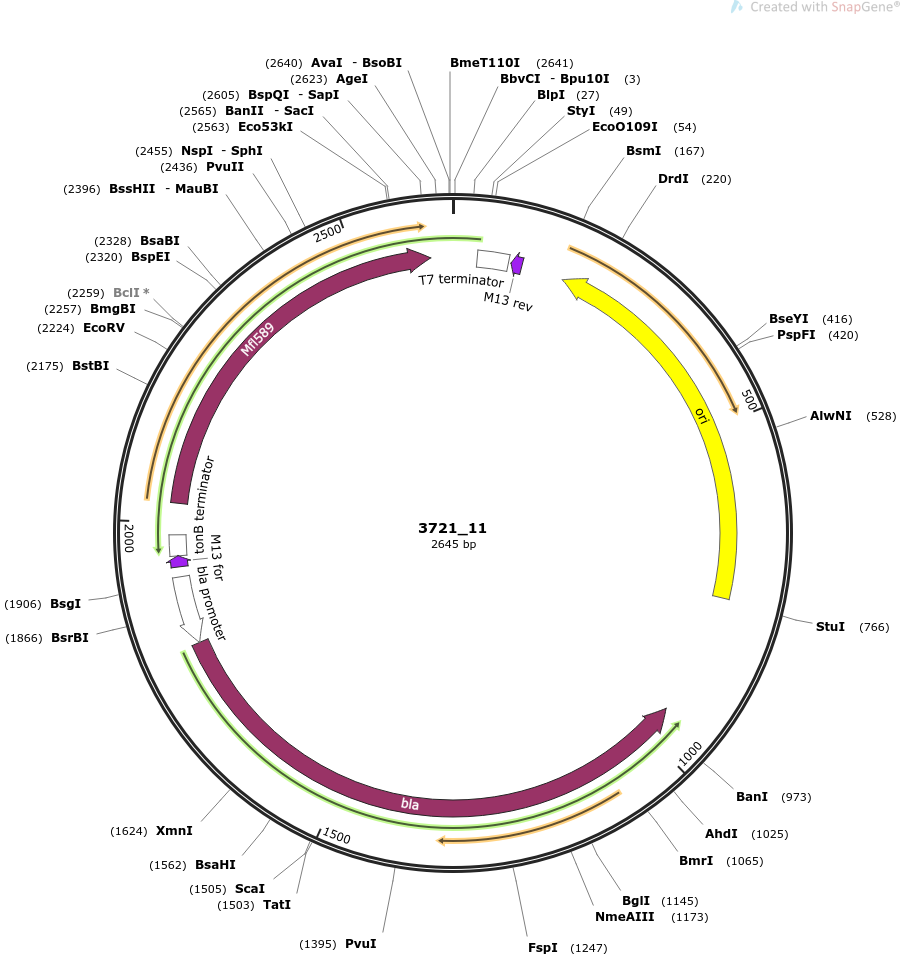 Created with SnapGene®
(2640) AvaI - BsoBI
(2623) AgeI
(2605) BspQI - SapI
(2565) BanII - SacI
(2563) Eco53kI
(2455) NspI - SphI
(2436) PvuII
(2396) BssHII - MauBI
(2328) BsaBI
(2320) BspEI
(2259) BclI *
(2257) BmgBI
(2224) EcoRV
(2175) BstBI
BmeT110I (2641)
BbvCI - Bpu10I (3)
BlpI (27)
StyI (49)
EcoO109I (54)
BsmI (167)
DrdI (220)
BseYI (416)
PspFI (420)
AlwNI (528)
StuI (766)
BanI (973)
AhdI (1025)
BmrI (1065)
BglI (1145)
NmeAIII (1173)
FspI (1247)
(1395) PvuI
(1503) TatI
(1505) ScaI
(1562) BsaHI
(1624) XmnI
(1866) BsrBI
(1906) BsgI
2500
500
1000
1500
2000
T7 terminator
M13 rev
ori
Mfl589
tonB terminator
M13 for
bla promoter
bla
3721_11
2645 bp